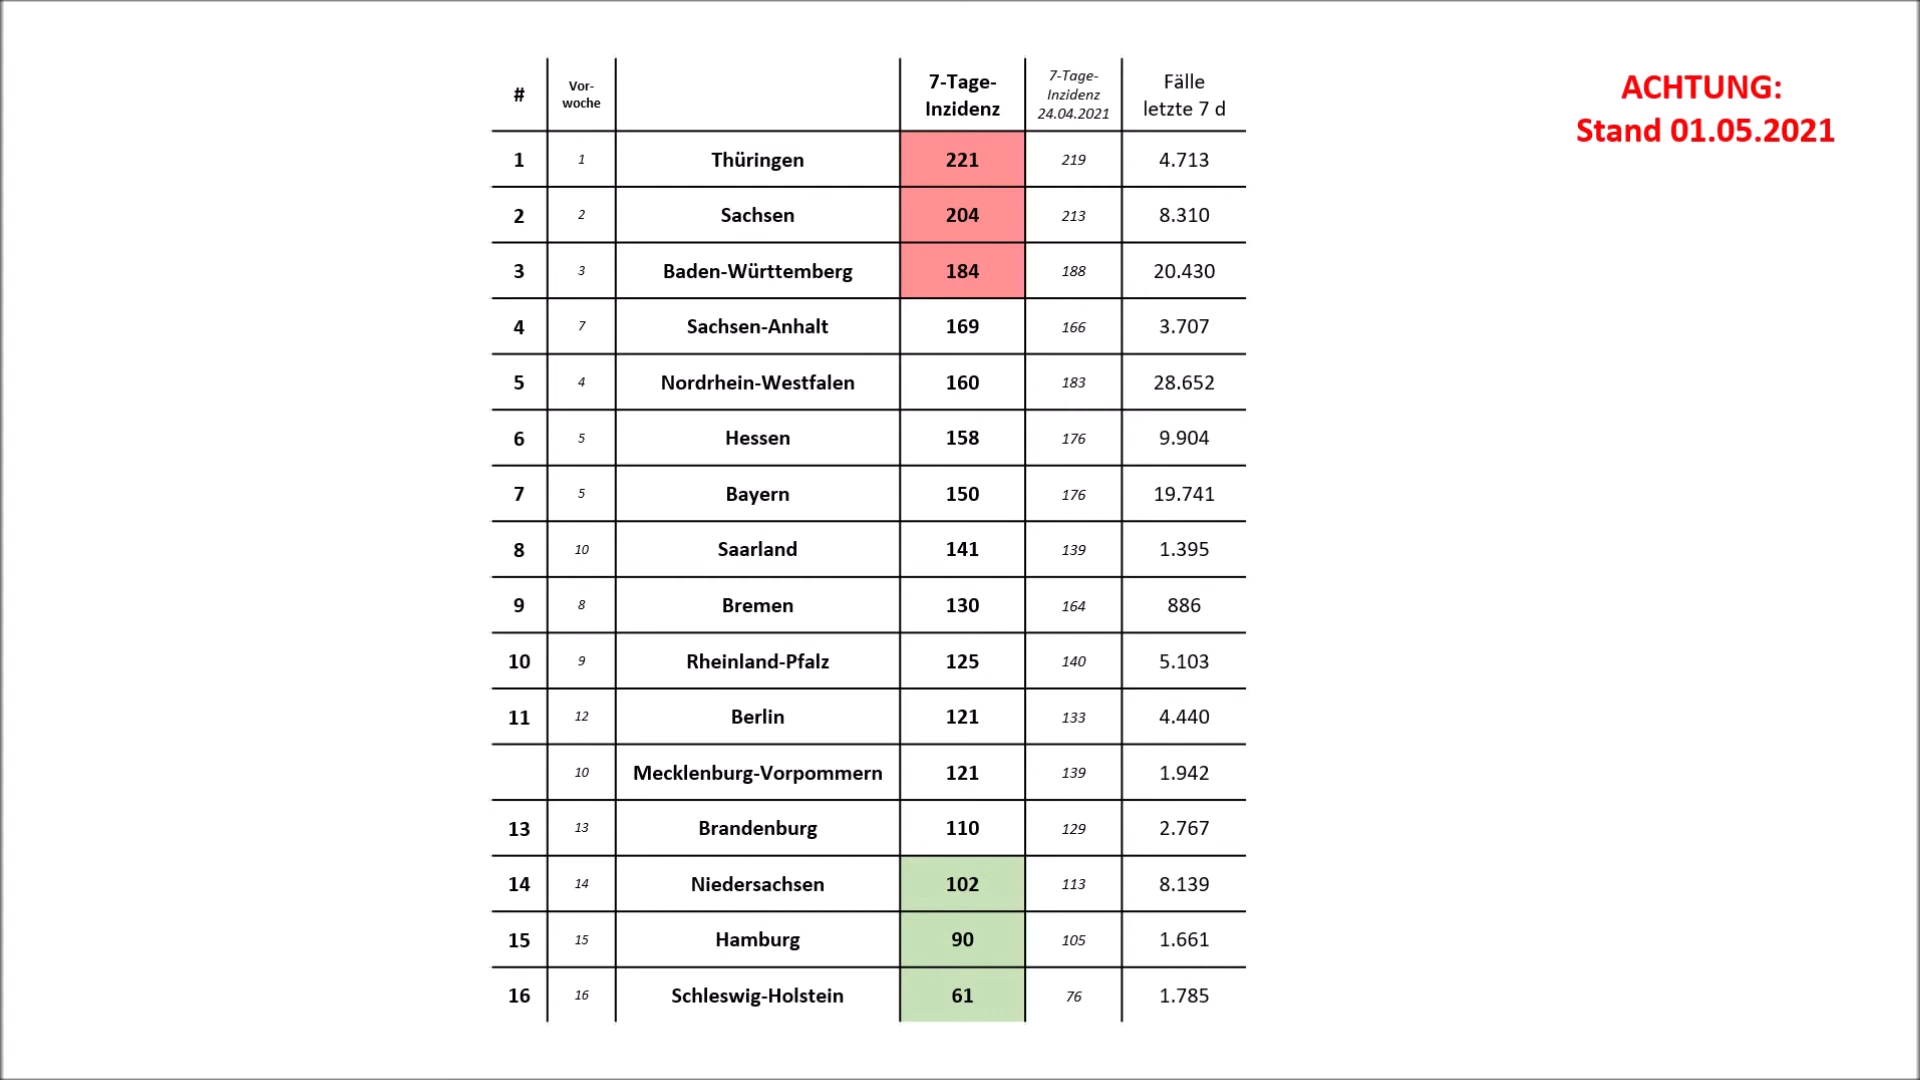 # Vor-woche 7-Tage-Inzidenz 7-Tage-Inzidenz 24.04.2021 Fälle letzte 7 d
ACHTUNG:
Stand 01.05.2021
1 1 Thüringen 221 219 4.713
2 2 Sachsen 204 213 8.310
3 3 Baden-Württemberg 184 188 20.430
4 7 Sachsen-Anhalt 169 166 3.707
5 4 Nordrhein-Westfalen 160 183 28.652
6 5 Hessen 158 176 9.904
7 5 Bayern 150 176 19.741
8 10 Saarland 141 139 1.395
9 8 Bremen 130 164 886
10 9 Rheinland-Pfalz 125 140 5.103
11 12 Berlin 121 133 4.440
10 Mecklenburg-Vorpommern 121 139 1.942
13 13 Brandenburg 110 129 2.767
14 14 Niedersachsen 102 113 8.139
15 15 Hamburg 90 105 1.661
16 16 Schleswig-Holstein 61 76 1.785